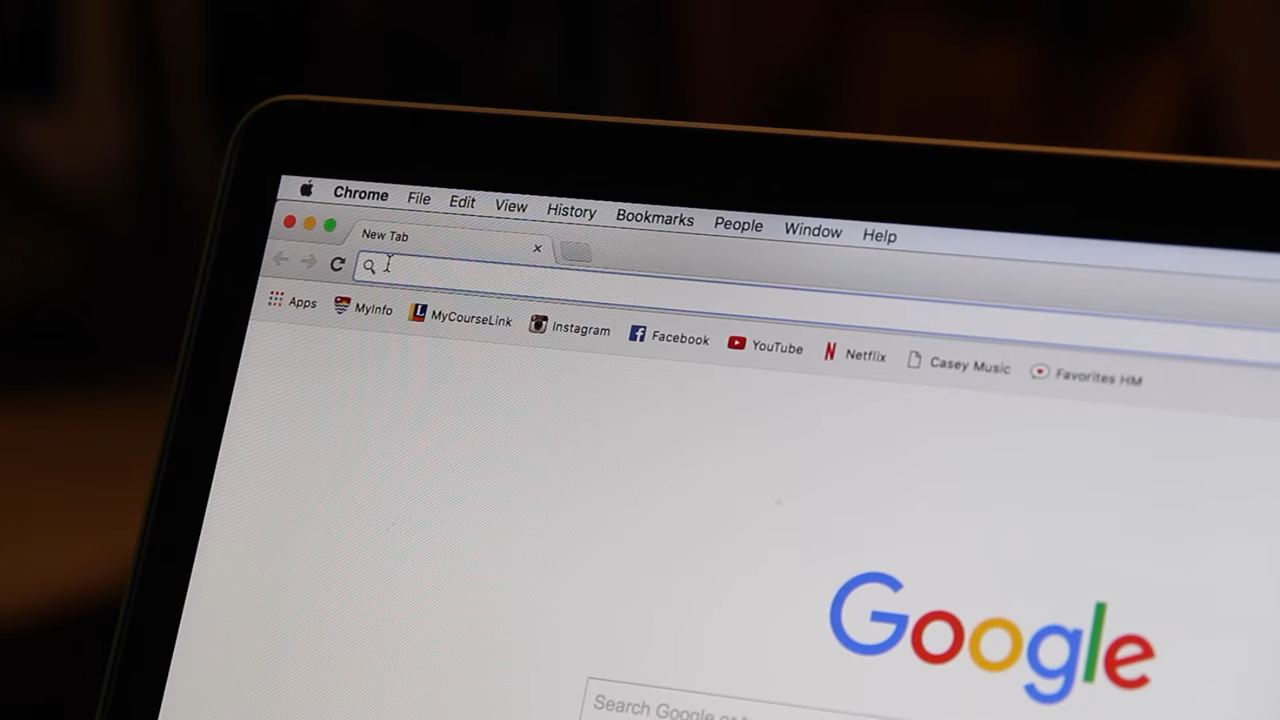 Chrome File Edit View History Bookmarks People Window Help
New Tab
Apps MyInfo MyCourseLink Instagram Facebook YouTube Netflix Casey Music Favorites HM
Google
Search Google or